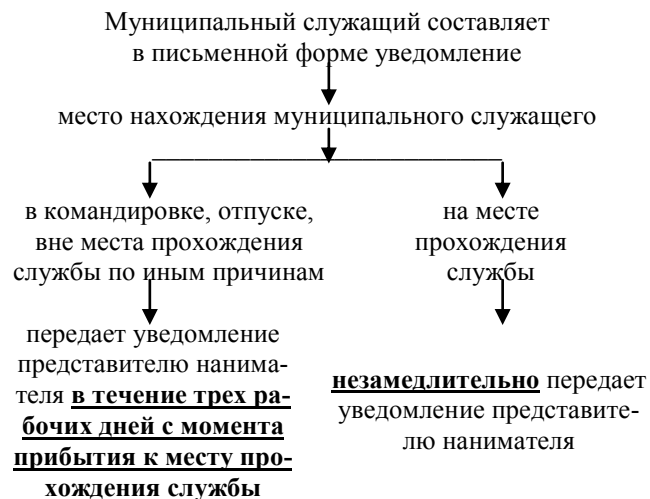 Муниципальный служащий составляет
в письменной форме уведомление
место нахождения муниципального служащего
в командировке, отпуске,
вне места прохождения
службы по иным причинам
на месте
прохождения
службы
передает уведомление
представителю нанима-
теля в течение трех ра-
бочих дней с момента
прибытия к месту про-
хождения службы
незамедлительно передает
уведомление представите-
лю нанимателя